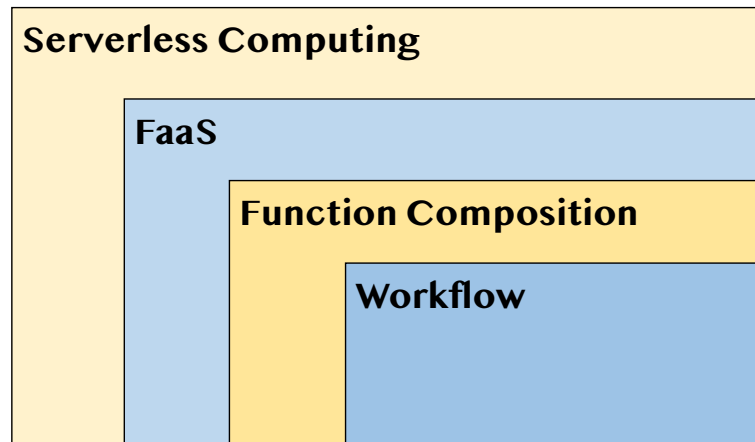 Serverless Computing
FaaS
Function Composition
Workflow